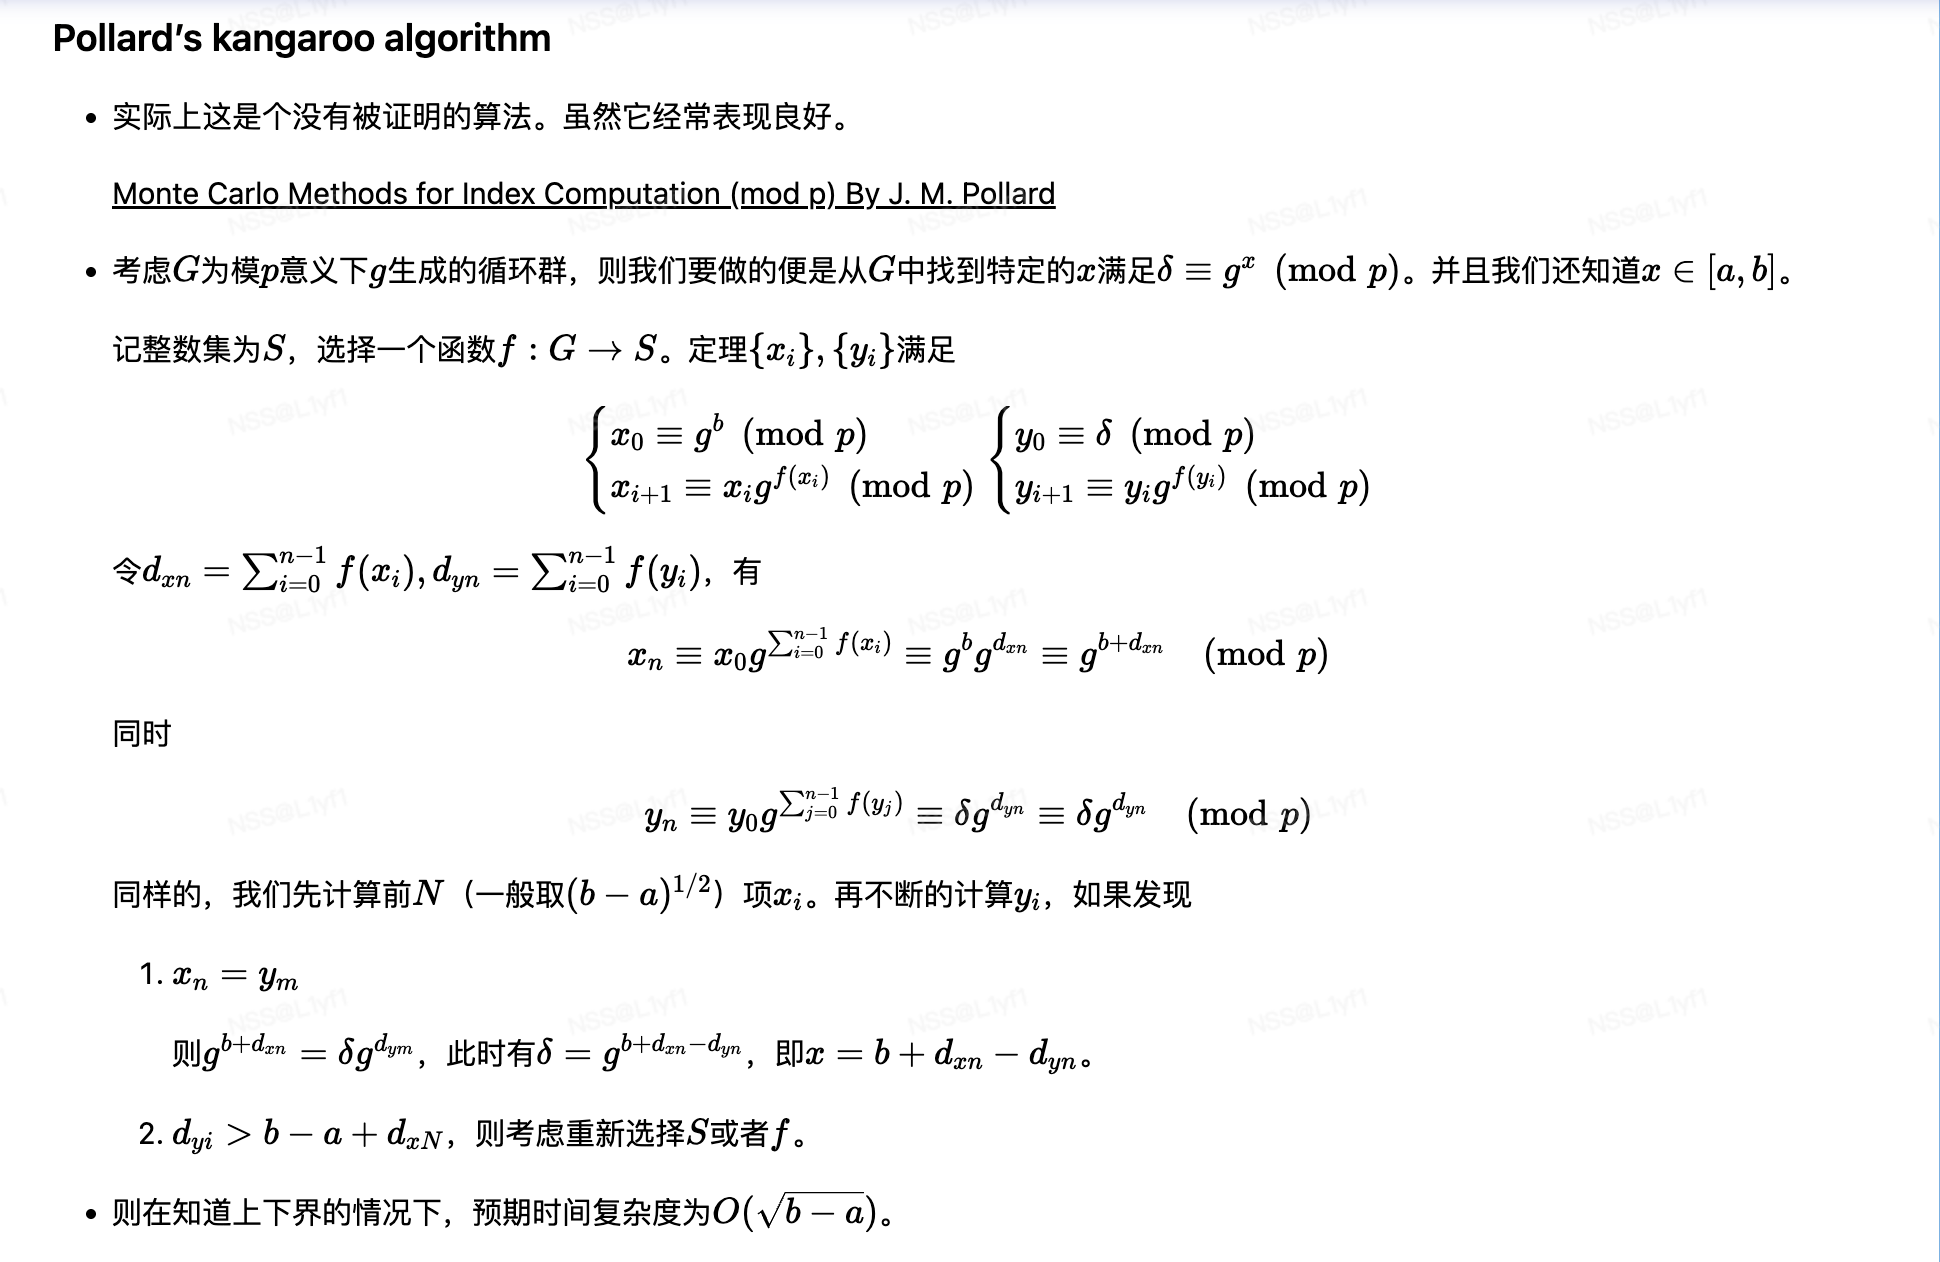 Pollard’s kangaroo algorithm
• 实际上这是个没有被证明的算法。虽然它经常表现良好。
Monte Carlo Methods for Index Computation (mod p) By J. M. Pollard
• 考虑$G$为模$p$意义下$g$生成的循环群，则我们要做的便是从$G$中找到特定的$x$满足$\delta \equiv g^x \pmod p$。并且我们还知道$x \in [a, b]$。
记整数集为$S$，选择一个函数$f : G \to S$。定理$\{x_i\}, \{y_i\}$满足
$\begin{cases} x_0 \equiv g^b \pmod p \\ x_{i+1} \equiv x_i g^{f(x_i)} \pmod p \end{cases} \begin{cases} y_0 \equiv \delta \pmod p \\ y_{i+1} \equiv y_i g^{f(y_i)} \pmod p \end{cases}$
令$d_{xn} = \sum_{i=0}^{n-1} f(x_i), d_{yn} = \sum_{i=0}^{n-1} f(y_i)$，有
$x_n \equiv x_0 g^{\sum_{i=0}^{n-1} f(x_i)} \equiv g^b g^{d_{xn}} \equiv g^{b+d_{xn}} \pmod p$
同时
$y_n \equiv y_0 g^{\sum_{j=0}^{n-1} f(y_j)} \equiv \delta g^{d_{yn}} \equiv \delta g^{d_{yn}} \pmod p$
同样的，我们先计算前$N$（一般取$(b-a)^{1/2}$）项$x_i$。再不断的计算$y_i$，如果发现
1. $x_n = y_m$
则$g^{b+d_{xn}} = \delta g^{d_{ym}}$，此时有$\delta = g^{b+d_{xn}-d_{yn}}$，即$x = b + d_{xn} - d_{yn}$。
2. $d_{yi} > b - a + d_{xN}$，则考虑重新选择$S$或者$f$。
• 则在知道上下界的情况下，预期时间复杂度为$O(\sqrt{b-a})$。
NSS@L1yf1